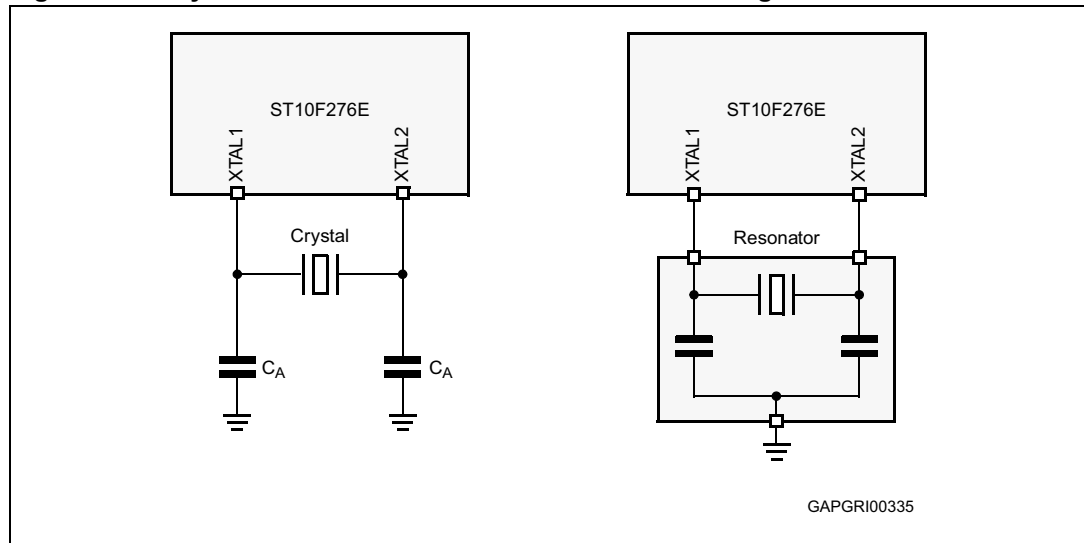 ST10F276E
XTAL1
XTAL2
Crystal
CA
CA
ST10F276E
XTAL1
XTAL2
Resonator
GAPGRI00335